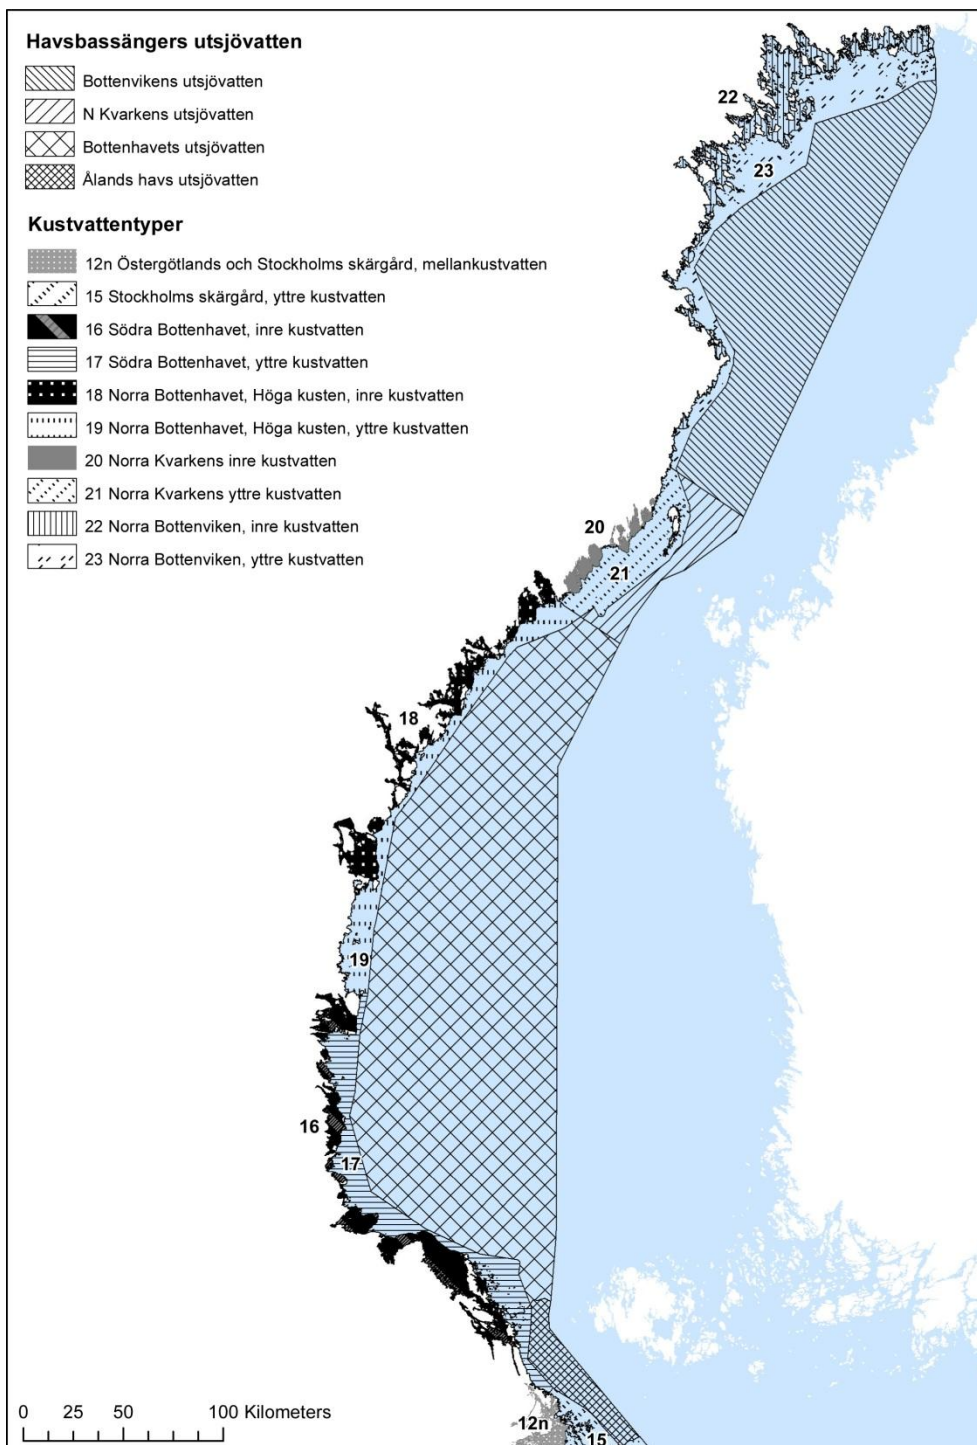 Havsbassängers utsjövatten
Bottenvikens utsjövatten
N Kvarkens utsjövatten
Bottenhavets utsjövatten
Ålands havs utsjövatten
Kustvattentyper
12n Östergötlands och Stockholms skärgård, mellankustvatten
15 Stockholms skärgård, yttre kustvatten
16 Södra Bottenhavet, inre kustvatten
17 Södra Bottenhavet, yttre kustvatten
18 Norra Bottenhavet, Höga kusten, inre kustvatten
19 Norra Bottenhavet, Höga kusten, yttre kustvatten
20 Norra Kvarkens inre kustvatten
21 Norra Kvarkens yttre kustvatten
22 Norra Bottenviken, inre kustvatten
23 Norra Bottenviken, yttre kustvatten
22
23
20
21
18
19
16
17
12n
15
0 25 50 100 Kilometers